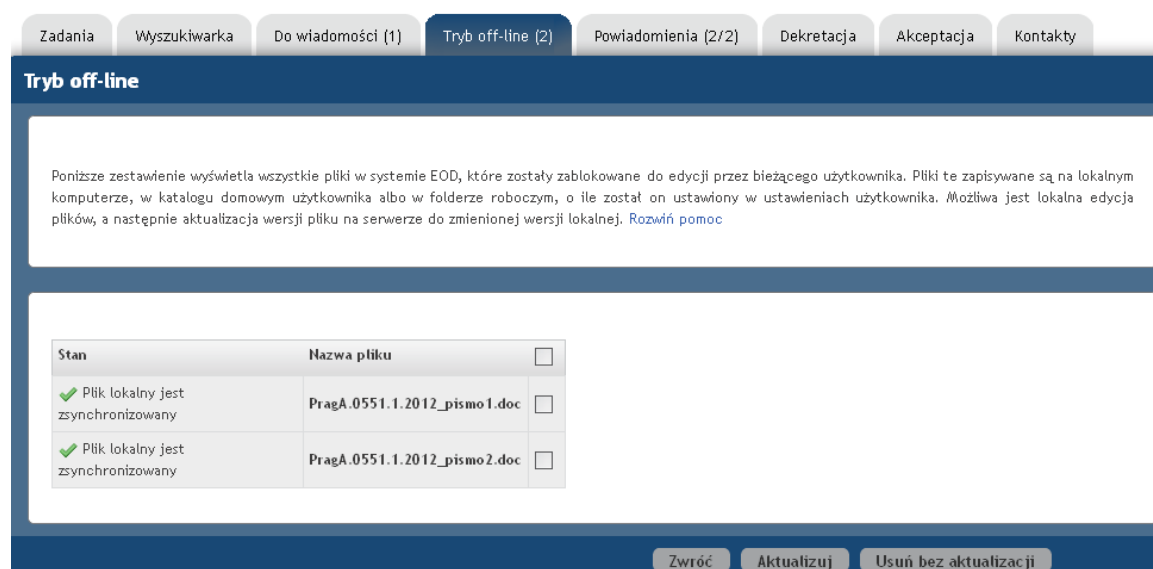 Zadania Wyszukiwarka Do wiadomości (1) Tryb off-line (2) Powiadomienia (2/2) Dekretacja Akceptacja Kontakty
Tryb off-line
Poniższe zestawienie wyświetla wszystkie pliki w systemie EOD, które zostały zablokowane do edycji przez bieżącego użytkownika. Pliki te zapisywane są na lokalnym
komputerze, w katalogu domowym użytkownika albo w folderze roboczym, o ile został on ustawiony w ustawieniach użytkownika. Możliwa jest lokalna edycja
plików, a następnie aktualizacja wersji pliku na serwerze do zmienionej wersji lokalnej. Rozwiń pomoc
Stan Nazwa pliku
Plik lokalny jest
zsynchronizowany
PragA.0551.1.2012_pismo1.doc
Plik lokalny jest
zsynchronizowany
PragA.0551.1.2012_pismo2.doc
Zwróć Aktualizuj Usuń bez aktualizacji